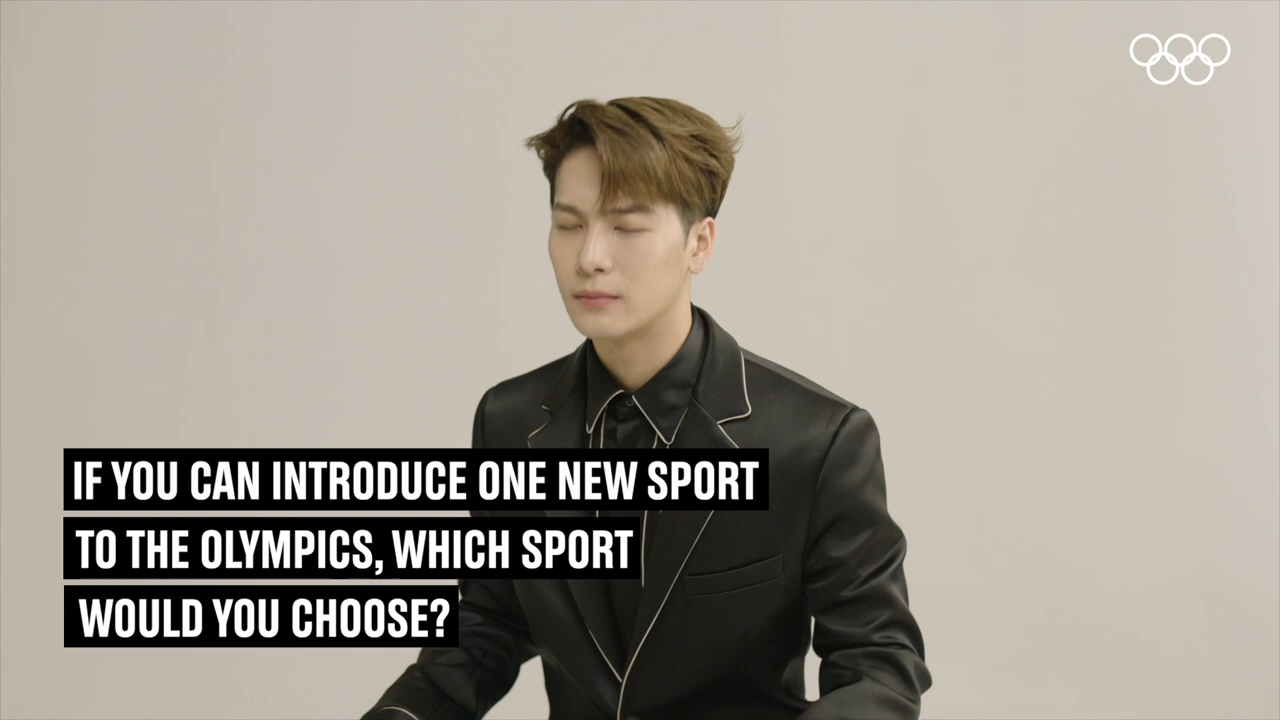 IF YOU CAN INTRODUCE ONE NEW SPORT
TO THE OLYMPICS, WHICH SPORT
WOULD YOU CHOOSE?